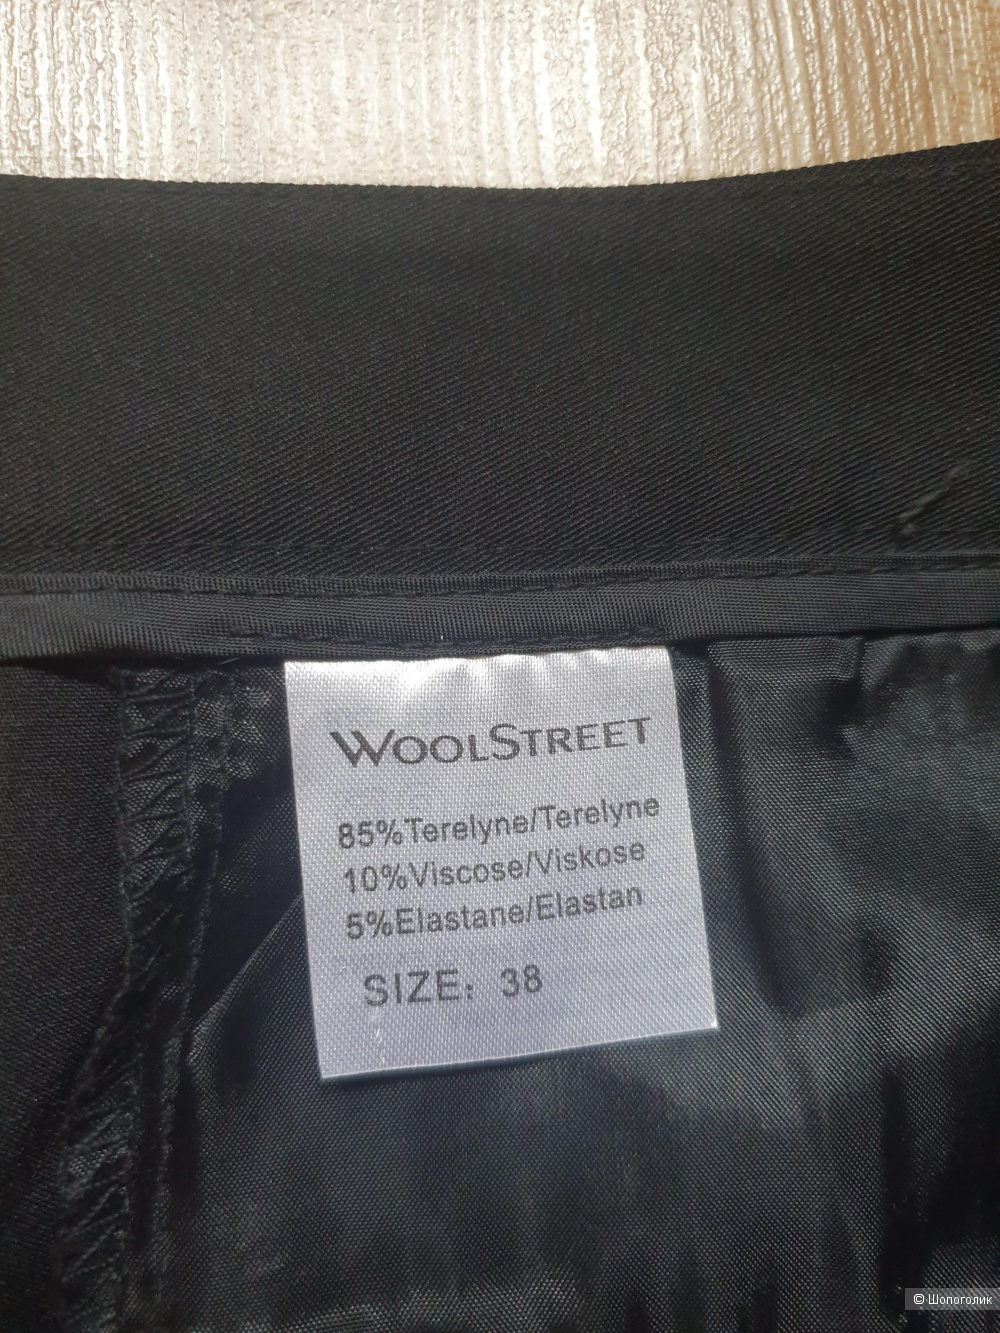 WOOLSTREET
85%Terelyne/Terelyne
10%Viscose/Viskose
5%Elastane/Elastan
SIZE: 38
© Шопоголик